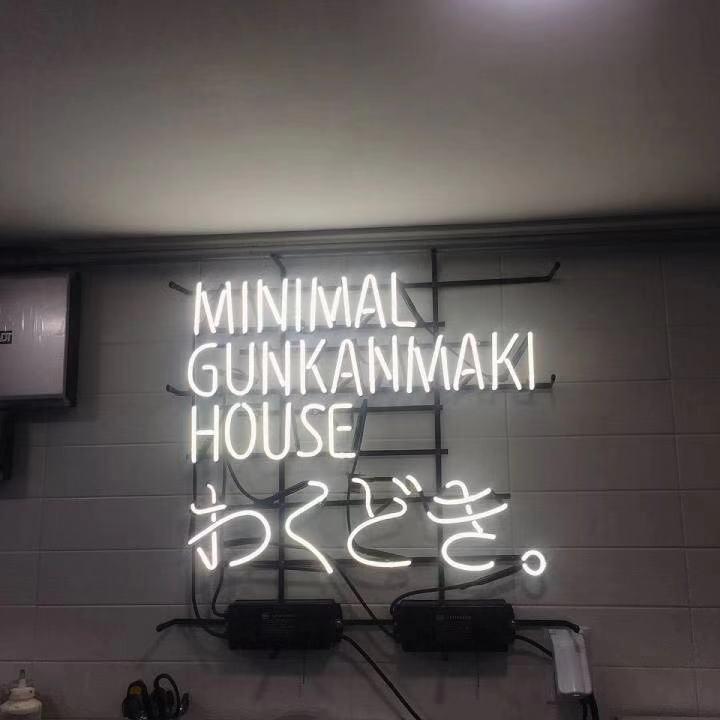 MINIMAL
GUNKANMAKI
HOUSE
わくどき。